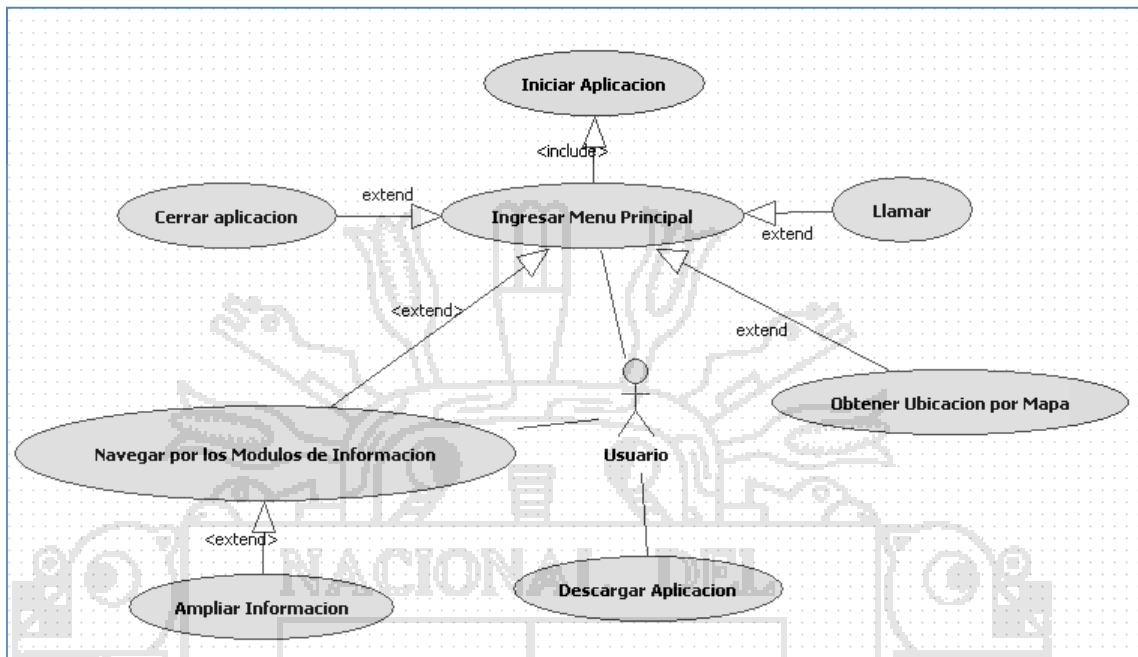 Iniciar Aplicacion
<include>
extend
Cerrar aplicacion
Ingresar Menu Principal
Llamar
extend
<extend>
extend
Obtener Ubicacion por Mapa
Navegar por los Modulos de Informacion
Usuario
<extend>
NACIONAL DEL
Ampliar Informacion
Descargar Aplicacion